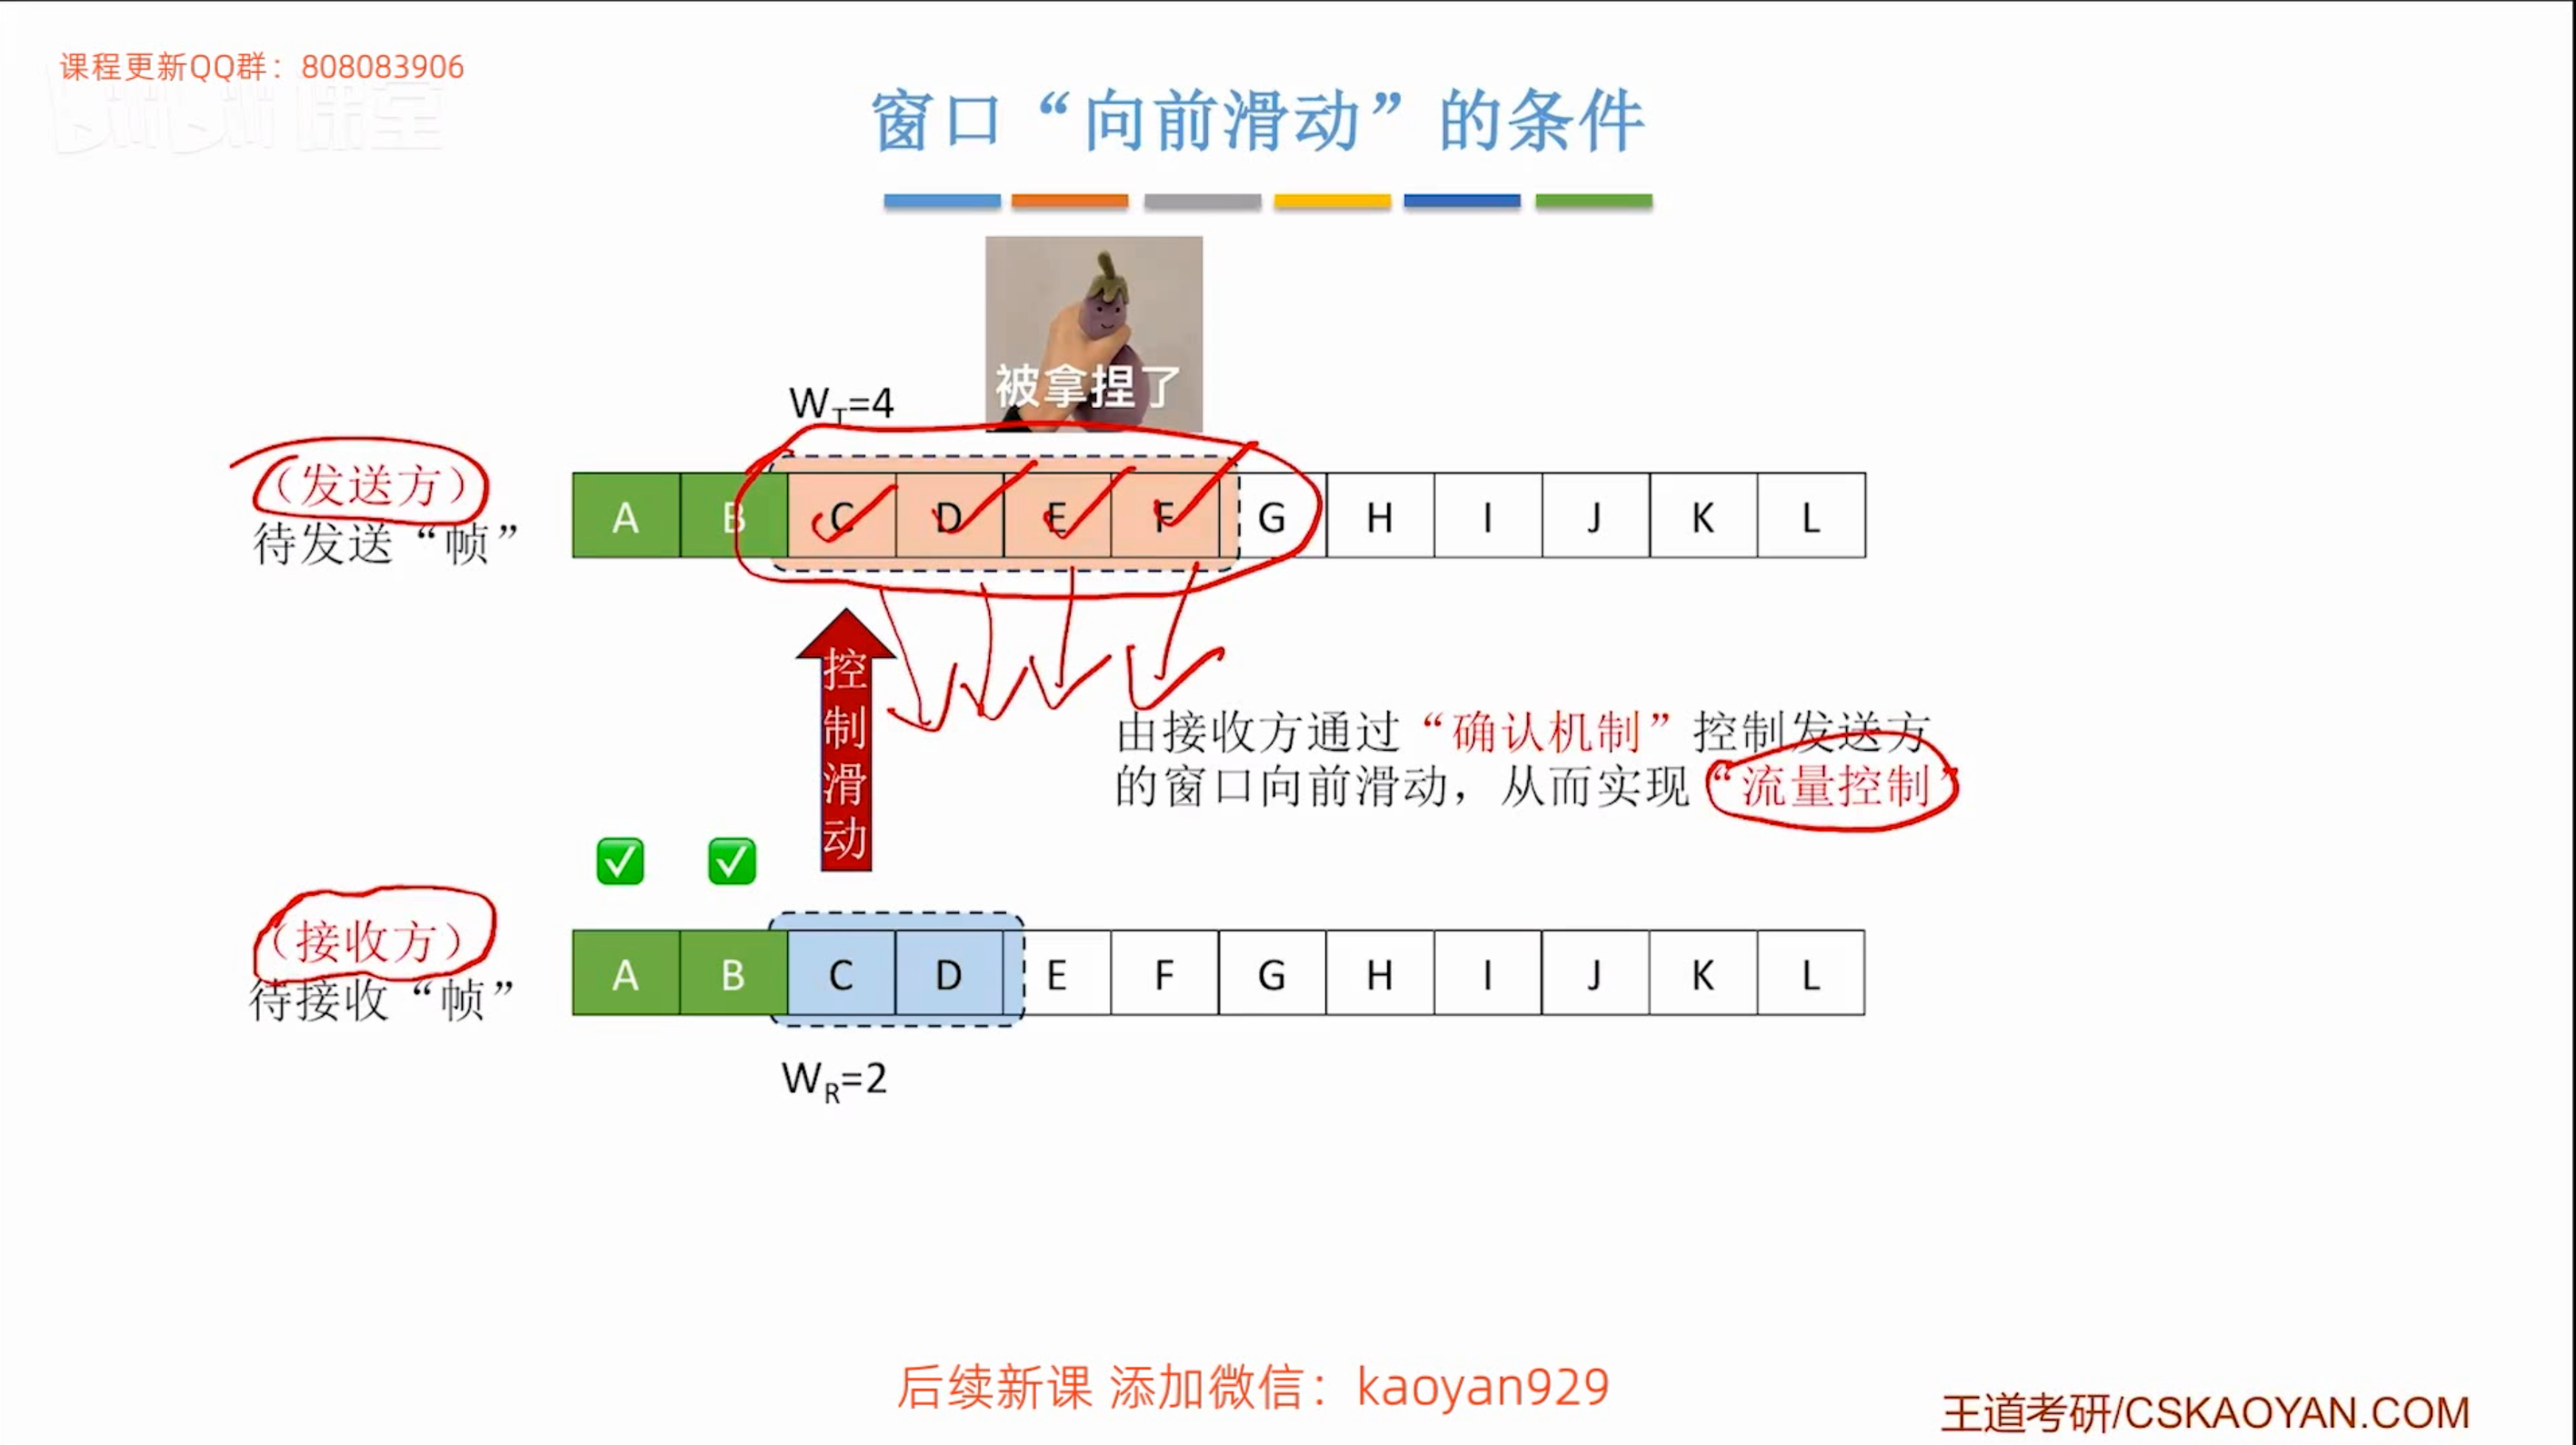 课程更新QQ群：808083906
bilibili 课堂
窗口“向前滑动”的条件
被拿捏了
W_T=4
（发送方）
待发送“帧”
A B C D E F G H I J K L
控制滑动
由接收方通过“确认机制”控制发送方
的窗口向前滑动，从而实现“流量控制”
（接收方）
待接收“帧”
A B C D E F G H I J K L
W_R=2
后续新课 添加微信：kaoyan929
王道考研/CSKAOYAN.COM